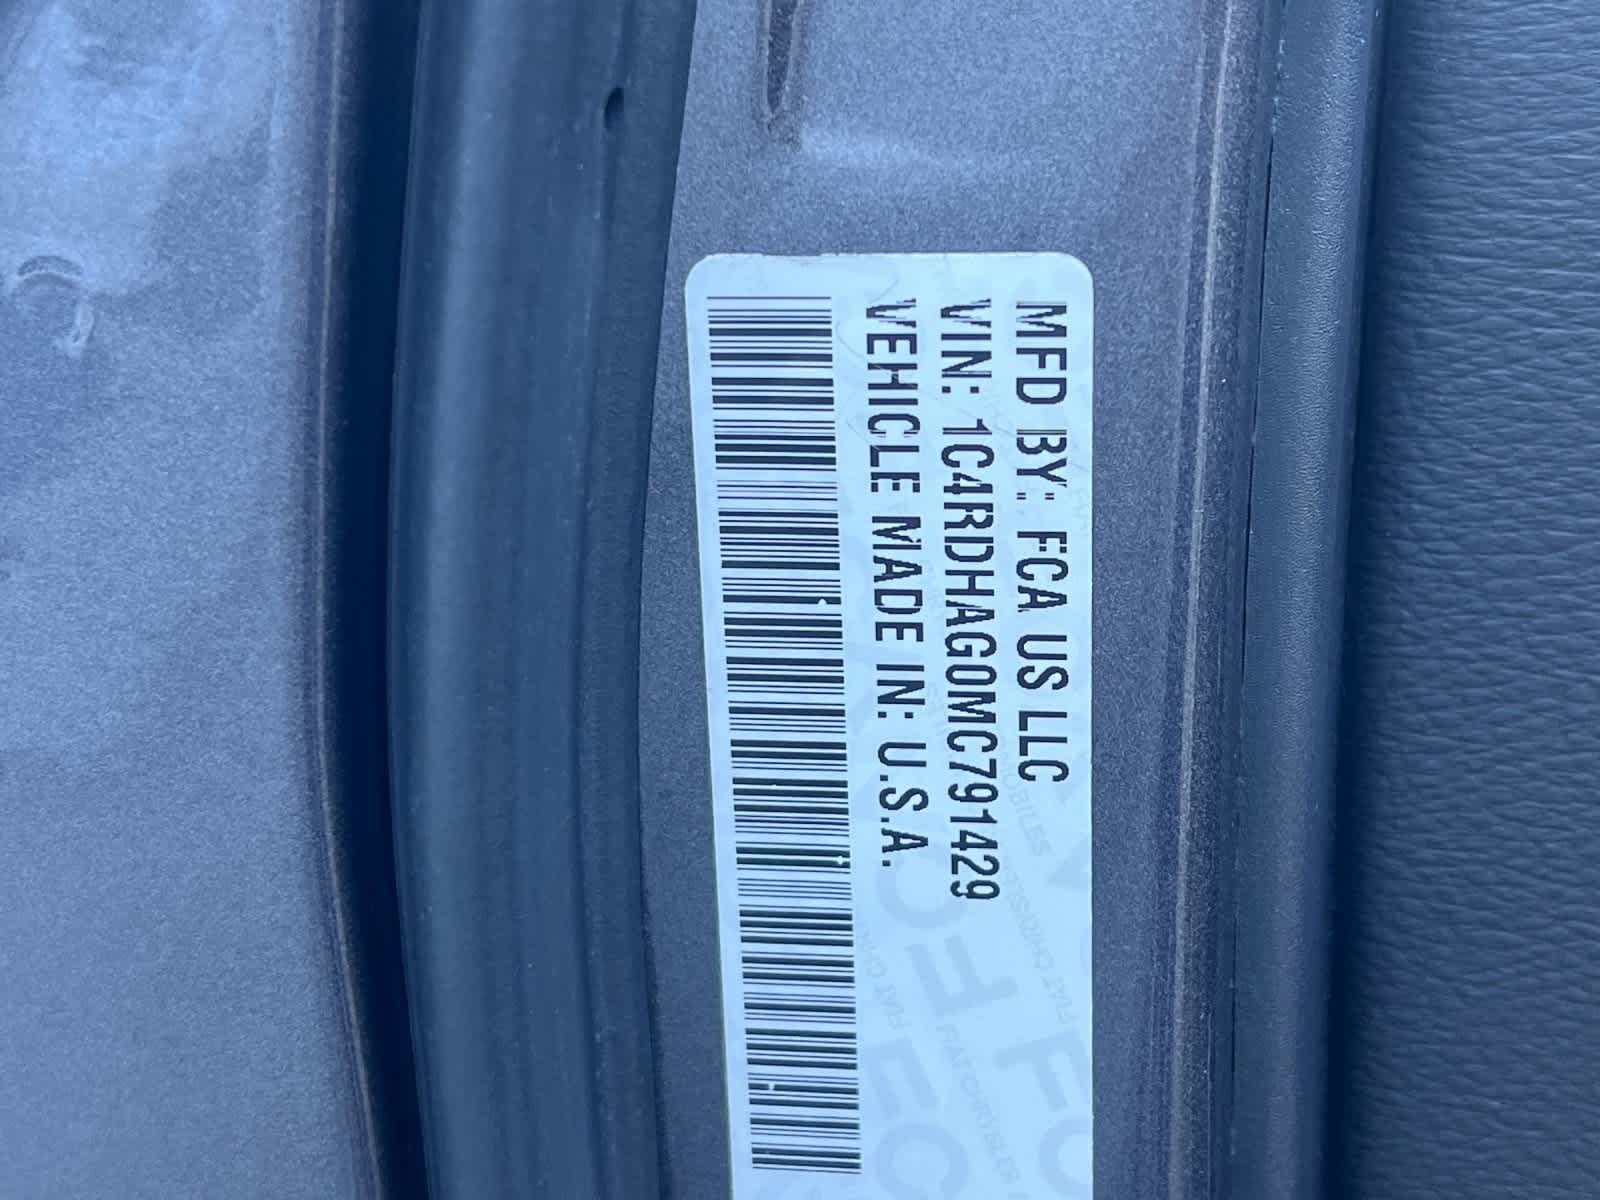 MFD BY: FCA US LLC
VIN: 1C4RDHAG0MC791429
VEHICLE MADE IN: U.S.A.